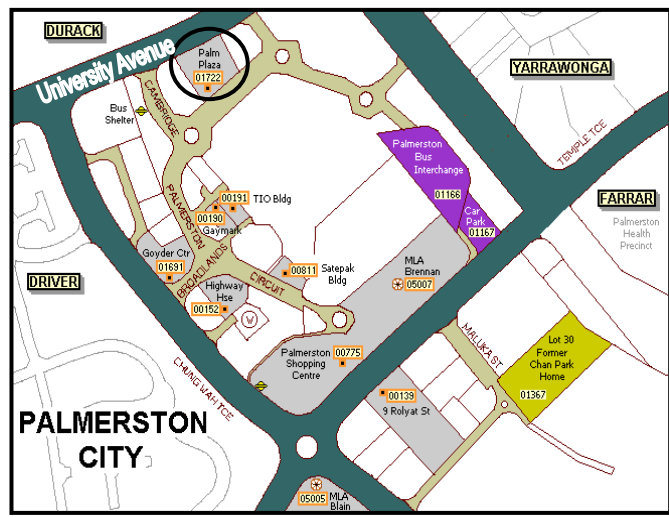 DURACK
University Avenue
Palm
Plaza
01722
YARRAWONGA
Bus
Shelter
CAMBRIDGE
Palmerston
Bus
Interchange
TEMPLE TCE
01166
FARRAR
Palmerston
Health
Precinct
PALMERSTON
00191
TIO Bldg
00190
Gaymark
Car
Park
01167
Goyder Ctr
01691
BROADLANDS
CIRCUIT
00811
Satepak
Bldg
MLA
Brennan
05007
DRIVER
Highway
Hse
00152
MALUKA ST
Lot 30
Former
Chan Park
Home
01367
Palmerston
Shopping
Centre
00775
CHUNG WAH TCE
00139
9 Rolyat St
PALMERSTON
CITY
05005
MLA
Blain